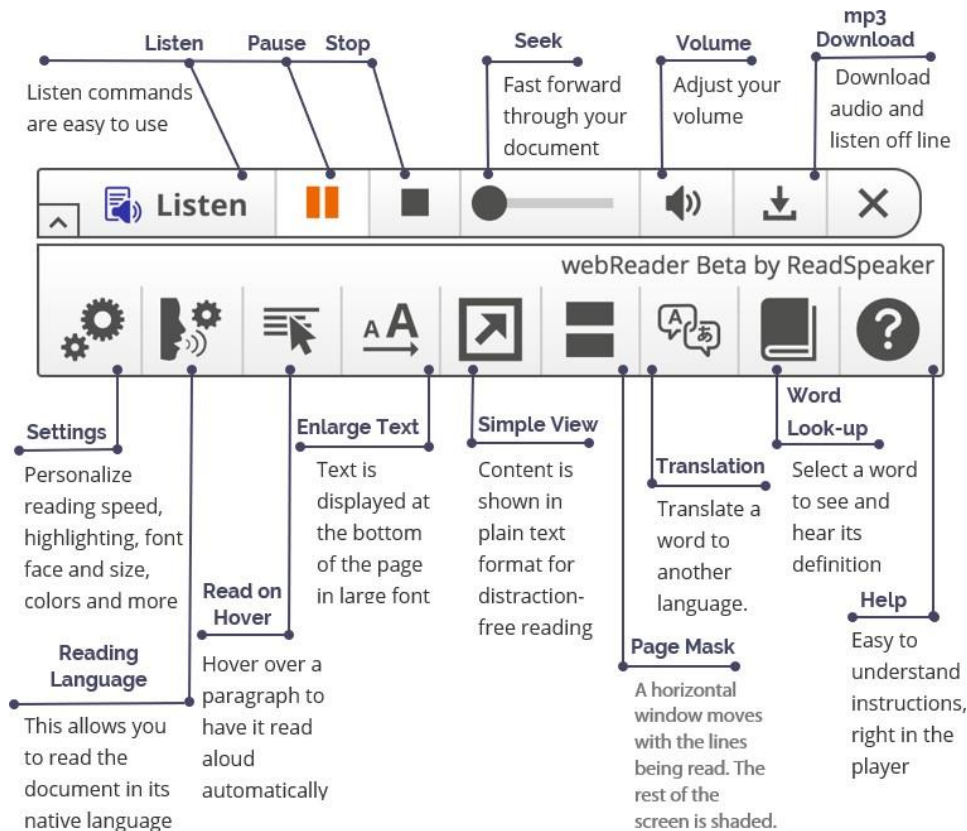 Listen
Pause
Stop
Listen commands
are easy to use
Seek
Fast forward
through your
document
Volume
Adjust your
volume
mp3
Download
Download
audio and
listen off line
Listen
webReader Beta by ReadSpeaker
A A
A あ
?
Settings
Personalize
reading speed,
highlighting, font
face and size,
colors and more
Reading
Language
This allows you
to read the
document in its
native language
Read on
Hover
Hover over a
paragraph to
have it read
aloud
automatically
Enlarge Text
Text is
displayed at
the bottom
of the page
in large font
Simple View
Content is
shown in
plain text
format for
distraction-
free reading
Page Mask
A horizontal
window moves
with the lines
being read. The
rest of the
screen is shaded.
Translation
Translate a
word to
another
language.
Word
Look-up
Select a word
to see and
hear its
definition
Help
Easy to
understand
instructions,
right in the
player